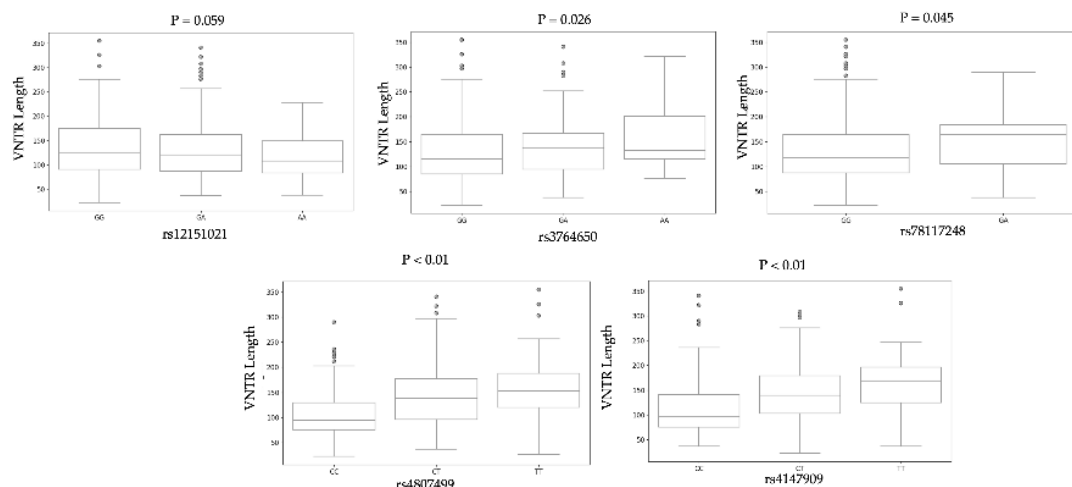 P = 0.059
VNTR Length
350
300
250
200
150
100
50
GG GA AA
rs12151021
P = 0.026
VNTR Length
350
300
250
200
150
100
50
GG GA AA
rs3764650
P = 0.045
VNTR Length
350
300
250
200
150
100
50
GG GA
rs78117248
P < 0.01
VNTR Length
350
300
250
200
150
100
50
CC CT TT
rs4807499
P < 0.01
VNTR Length
350
300
250
200
150
100
50
CC CT TT
rs4147909